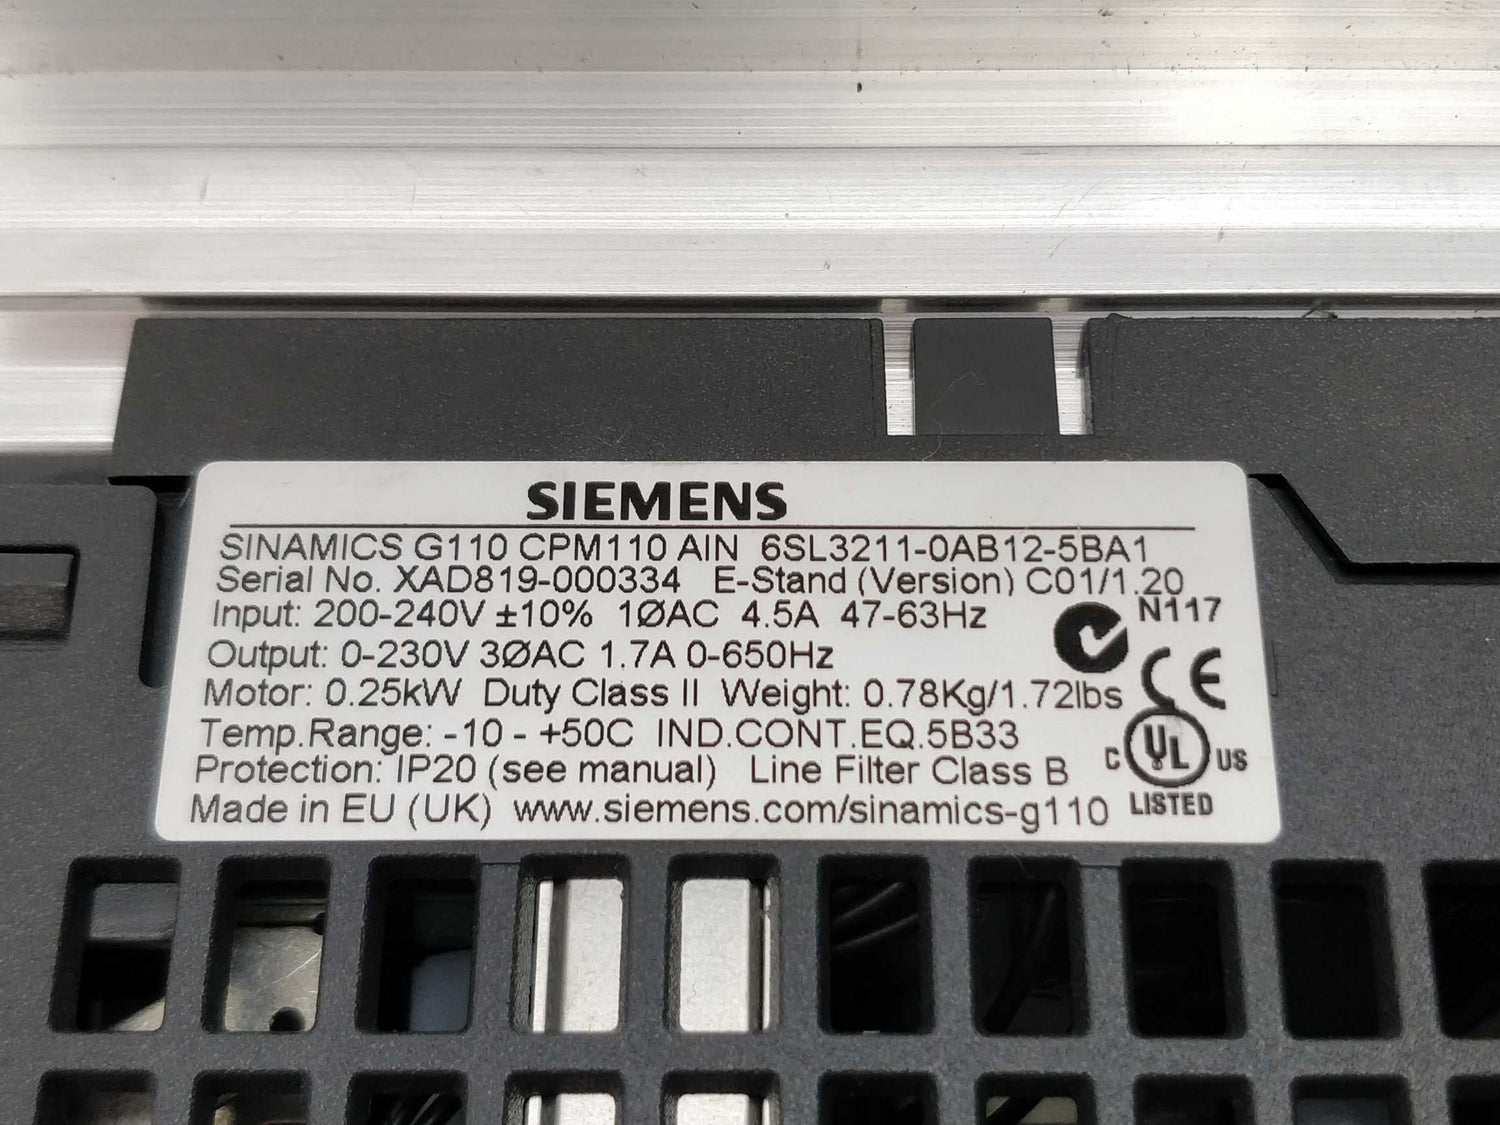 SIEMENS
SINAMICS G110 CPM110 AIN 6SL3211-0AB12-5BA1
Serial No. XAD819-000334 E-Stand (Version) C01/1.20
Input: 200-240V ±10% 1ØAC 4.5A 47-63Hz
N117
Output: 0-230V 3ØAC 1.7A 0-650Hz
Motor: 0.25kW Duty Class II Weight: 0.78Kg/1.72lbs
CE
Temp.Range: -10 - +50C IND.CONT.EQ.5B33
Protection: IP20 (see manual) Line Filter Class B
C UL US
LISTED
Made in EU (UK) www.siemens.com/sinamics-g110